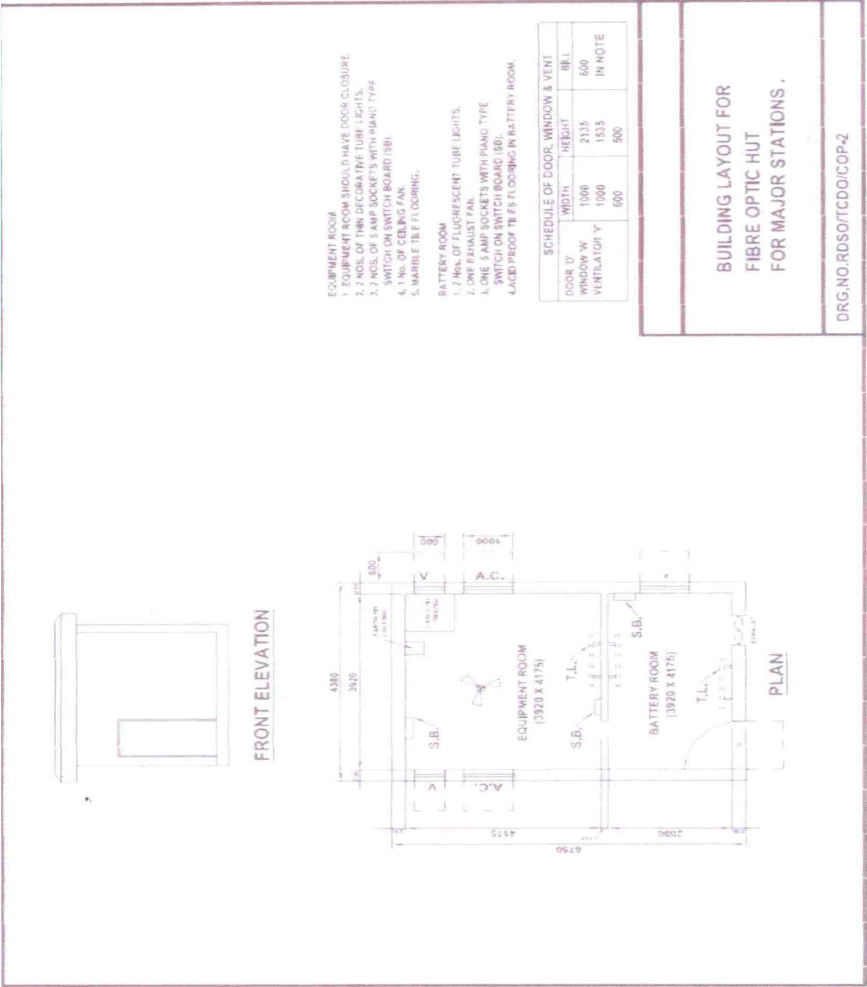 EQUIPMENT ROOM
1. EQUIPMENT ROOM SHOULD HAVE DOOR CLOSURE
2. 2 NOS. OF THIN DECORATIVE TUBE LIGHTS.
3. 2 NOS. OF 5 AMP SOCKETS WITH PIANO TYPE
SWITCH ON SWITCH BOARD (SB).
4. 1 No. OF CEILING FAN.
5. MARBLE TILE FLOORING.
BATTERY ROOM
1. 2 Nos. OF FLUORESCENT TUBE LIGHTS.
2. ONE EXHAUST FAN.
3. ONE 5 AMP SOCKETS WITH PIANO TYPE
SWITCH ON SWITCH BOARD (SB).
4. ACID PROOF TILES FLOORING IN BATTERY ROOM.
SCHEDULE OF DOOR, WINDOW & VENT
WIDTH HEIGHT
DOOR 'D' 1000 2135 600
WINDOW 'W' 1000 1535 IN NOTE
VENTILATOR 'V' 600 500
BUILDING LAYOUT FOR
FIBRE OPTIC HUT
FOR MAJOR STATIONS.
DRG.NO.RDSO/TCDO/COP-2
FRONT ELEVATION
4380
3920
600
V
A.C.
1000
S.B.
EQUIPMENT ROOM
(3920 X 4175)
T.L.
S.B.
V
A.C.
4175
6750
S.B.
BATTERY ROOM
(3920 X 4175)
T.L.
PLAN